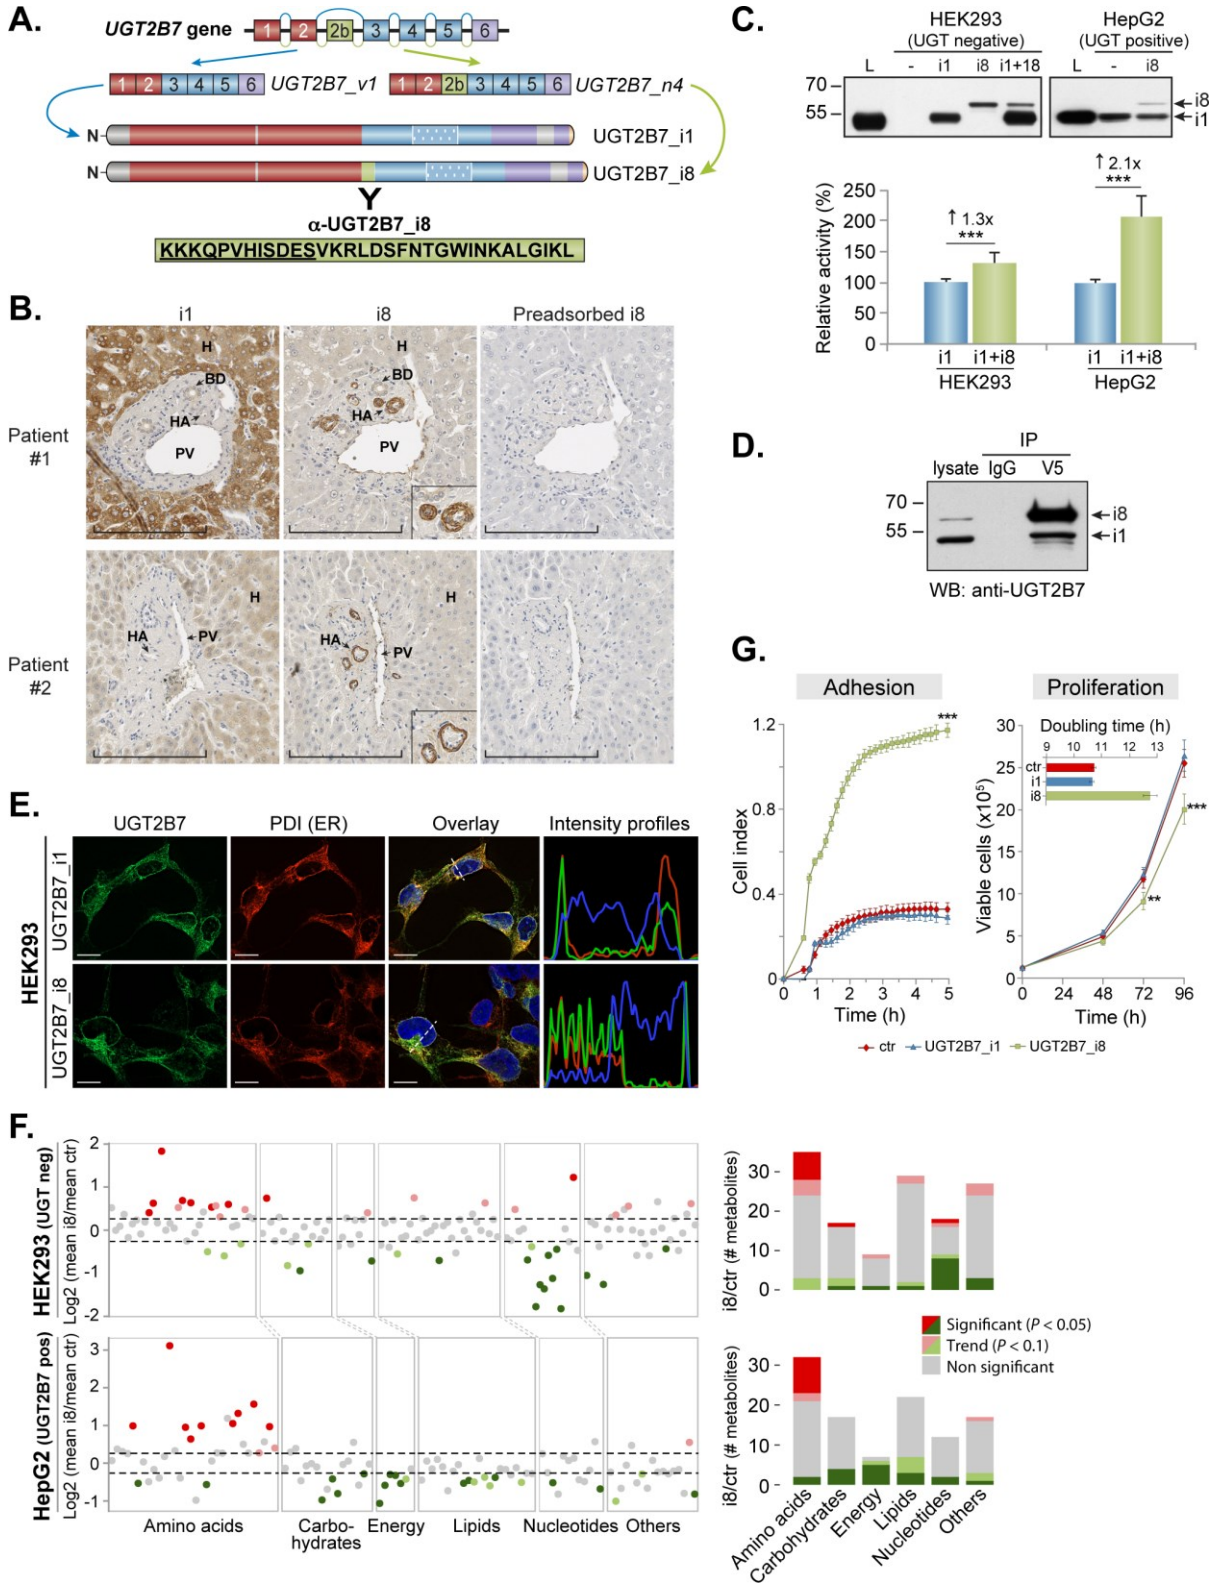 A.
UGT2B7 gene
1 2 2b 3 4 5 6
1 2 3 4 5 6 UGT2B7_v1
1 2 2b 3 4 5 6 UGT2B7_n4
N- UGT2B7_i1
N- UGT2B7_i8
α-UGT2B7_i8
KKKQPVHISDESVKRLDSFNTGWINKALGIKL
B.
i1 i8 Preadsorbed i8
Patient #1
H BD HA PV
H BD HA PV
Patient #2
H HA PV
H HA PV
C.
HEK293 HepG2
(UGT negative) (UGT positive)
L - i1 i8 i1+18 L - i8
70
55
i8
i1
Relative activity (%)
250
200
150
100
50
0
↑ 1.3x
***
↑ 2.1x
***
i1 i1+i8 i1 i1+i8
HEK293 HepG2
D.
IP
lysate IgG V5
70
55
i8
i1
WB: anti-UGT2B7
E.
UGT2B7 PDI (ER) Overlay Intensity profiles
HEK293
UGT2B7_i1
UGT2B7_i8
F.
HEK293 (UGT neg)
Log2 (mean i8/mean ctr)
2
1
0
-1
-2
HepG2 (UGT2B7 pos)
Log2 (mean i8/mean ctr)
3
2
1
0
-1
Amino acids Carbo- Energy Lipids Nucleotides Others
hydrates
i8/ctr (# metabolites)
30
20
10
0
Significant (P < 0.05)
Trend (P < 0.1)
Non significant
i8/ctr (# metabolites)
30
20
10
0
Amino acids
Carbohydrates
Energy
Lipids
Nucleotides
Others
G.
Adhesion
Cell index
1.2
0.8
0.4
0
***
0 1 2 3 4 5
Time (h)
Proliferation
Viable cells (x10⁵)
30
25
20
15
10
5
0
Doubling time (h)
9 10 11 12 13
ctr
i1
i8
***
**
0 24 48 72 96
Time (h)
ctr UGT2B7_i1 UGT2B7_i8